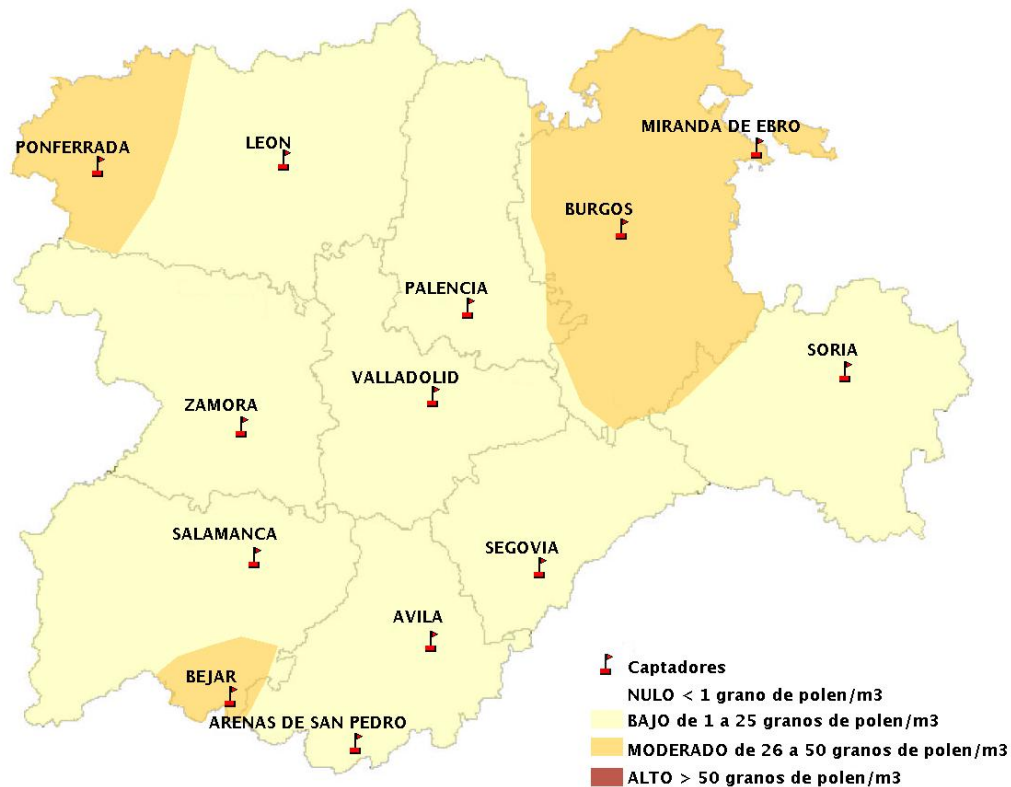 MIRANDA DE EBRO
PONFERRADA
LEON
BURGOS
PALENCIA
SORIA
VALLADOLID
ZAMORA
SALAMANCA
SEGOVIA
AVILA
BEJAR
ARENAS DE SAN PEDRO
Captadores
NULO < 1 grano de polen/m3
BAJO de 1 a 25 granos de polen/m3
MODERADO de 26 a 50 granos de polen/m3
ALTO > 50 granos de polen/m3